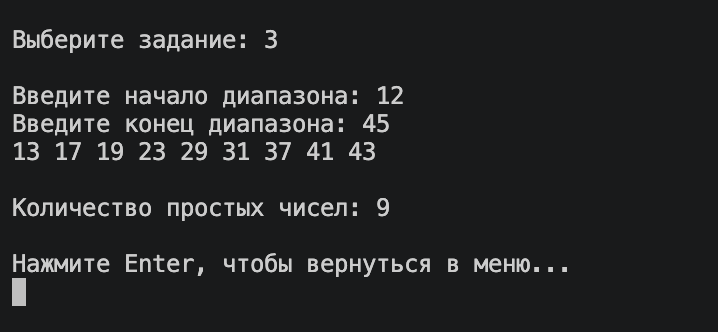 Выберите задание: 3
Введите начало диапазона: 12
Введите конец диапазона: 45
13 17 19 23 29 31 37 41 43
Количество простых чисел: 9
Нажмите Enter, чтобы вернуться в меню...